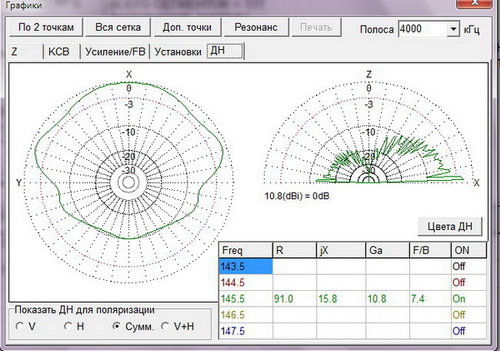 Графики
По 2 точкам Вся сетка Доп. точки Резонанс Печать Полоса 4000 кГц
Z КСВ Усиление/FB Установки ДН
X Z
0 0
-3 -3
-10 -10
-20 -20
-30 -30
Y X
10.8(dBi) = 0dB
Цвета ДН
Freq R jX Ga F/B ON
143.5 Off
144.5 Off
145.5 91.0 15.8 10.8 7.4 On
146.5 Off
147.5 Off
Показать ДН для поляризации
V H Сумм. V+H